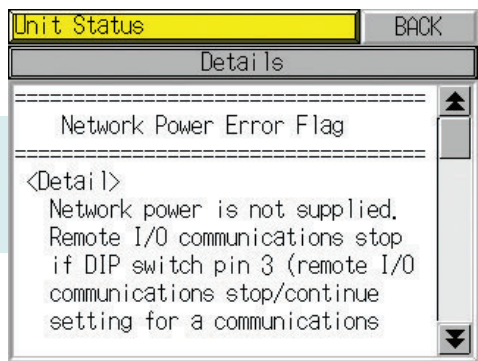 Unit Status
BACK
Details
======================================
Network Power Error Flag
======================================
<Detail>
Network power is not supplied.
Remote I/O communications stop
if DIP switch pin 3 (remote I/O
communications stop/continue
setting for a communications